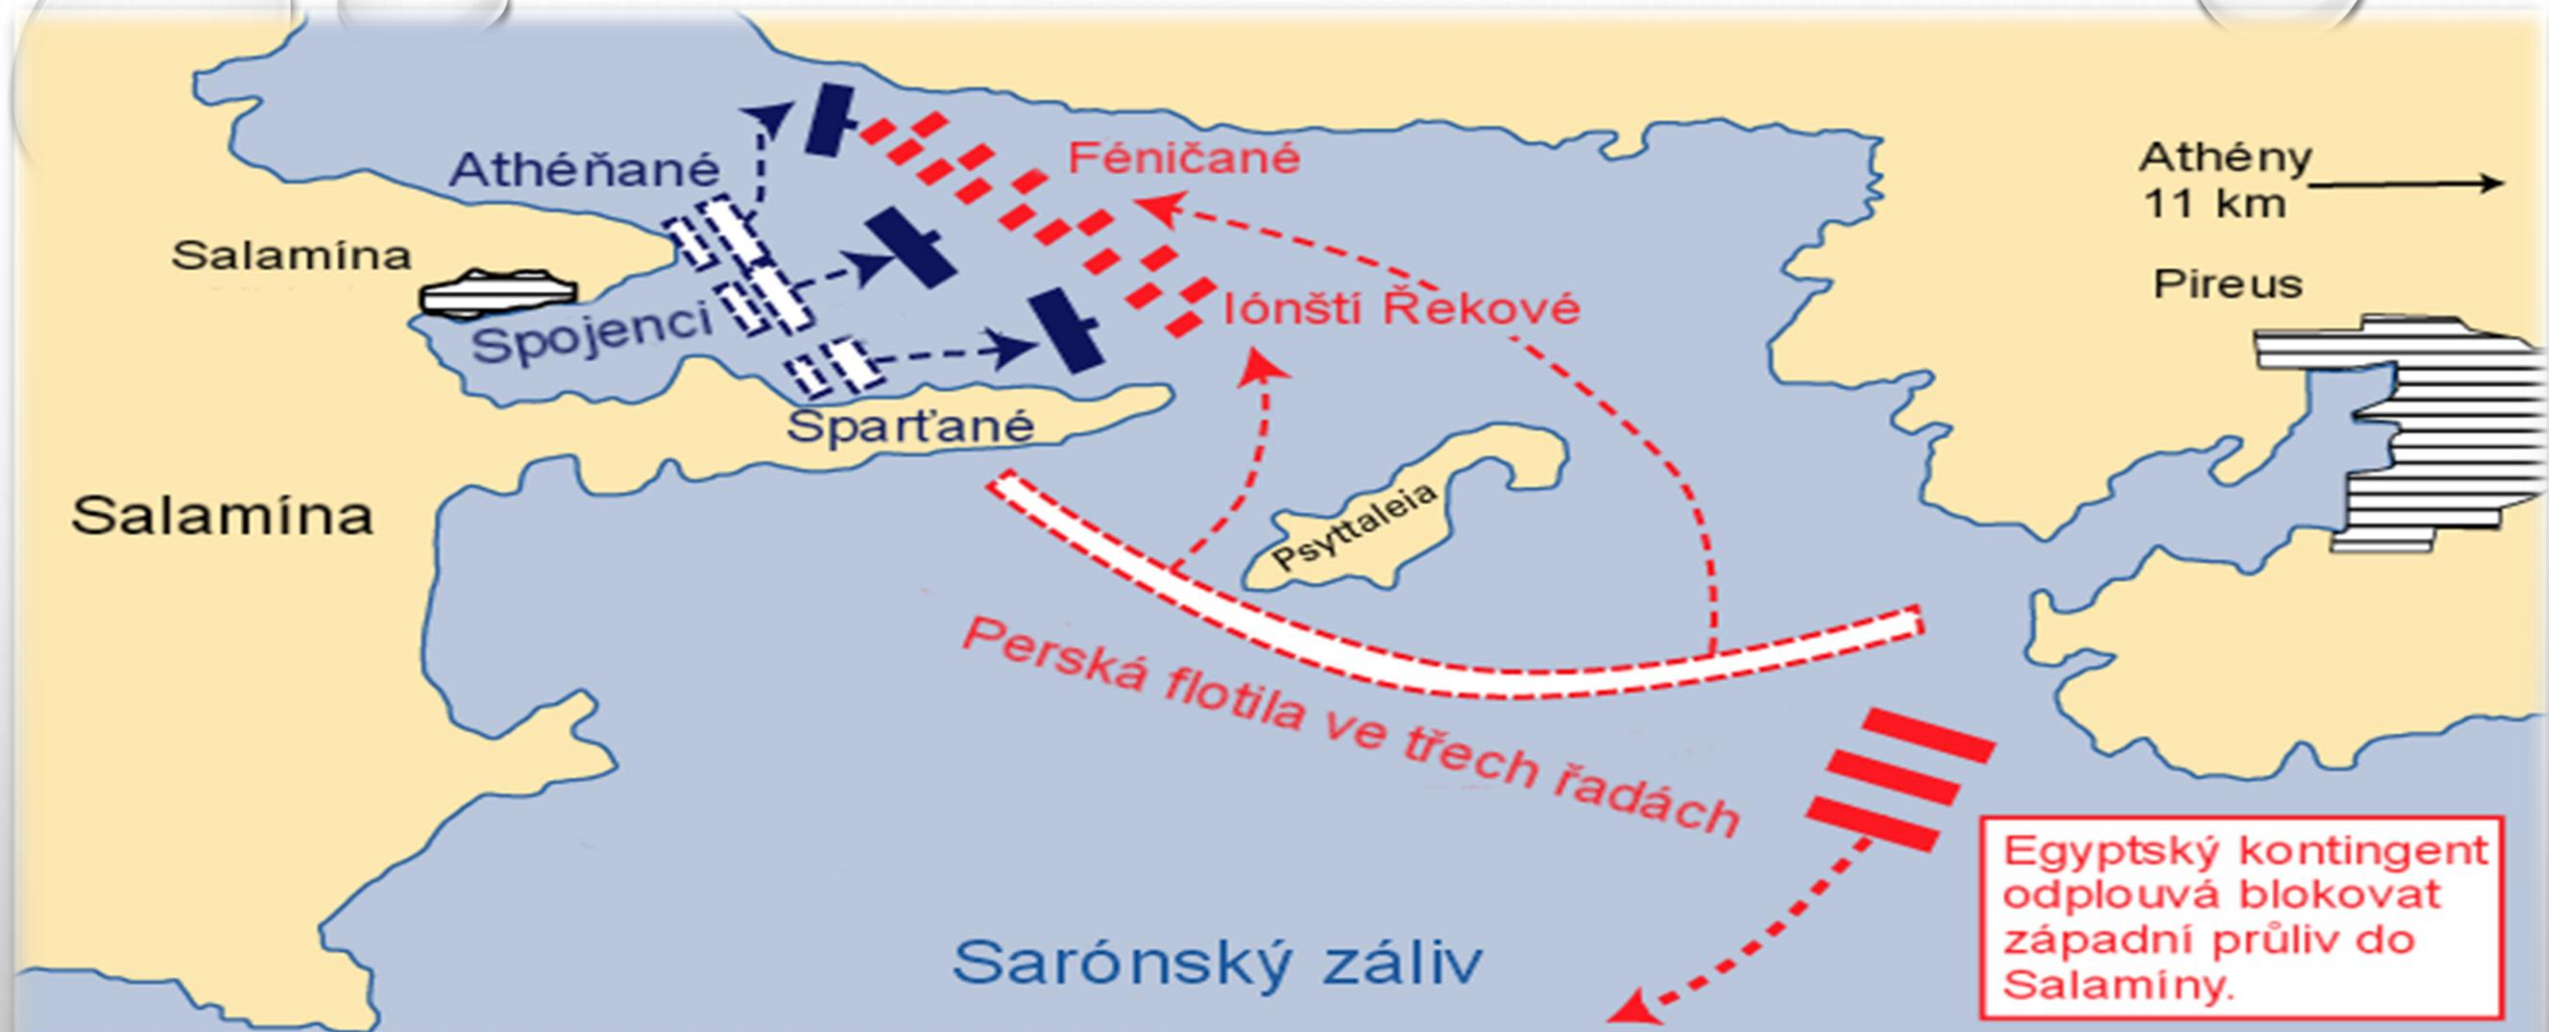 Athéňané
Féničané
Athény
11 km
Salamína
Pireus
Spojenci
Iónští Řekové
Sparťané
Salamína
Psyttaleia
Perská flotila ve třech řadách
Egyptský kontingent
odplouvá blokovat
západní průliv do
Salamíny.
Sarónský záliv